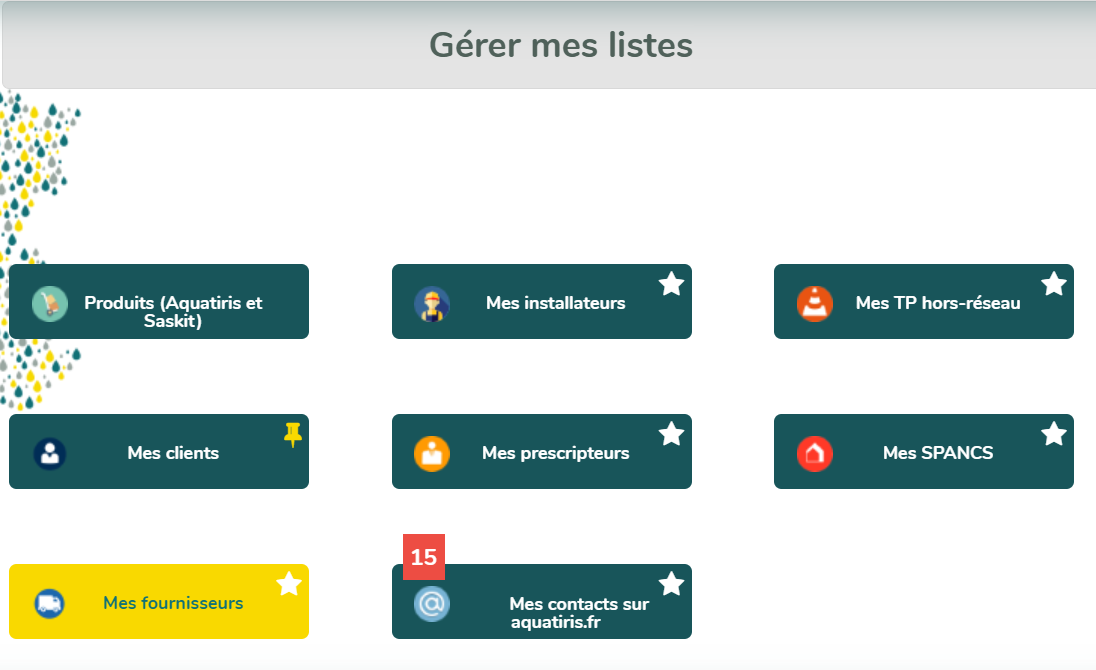 Gérer mes listes
Produits (Aquatiris et
Saskit)
Mes installateurs
Mes TP hors-réseau
Mes clients
Mes prescripteurs
Mes SPANCS
Mes fournisseurs
15
@
Mes contacts sur
aquatiris.fr